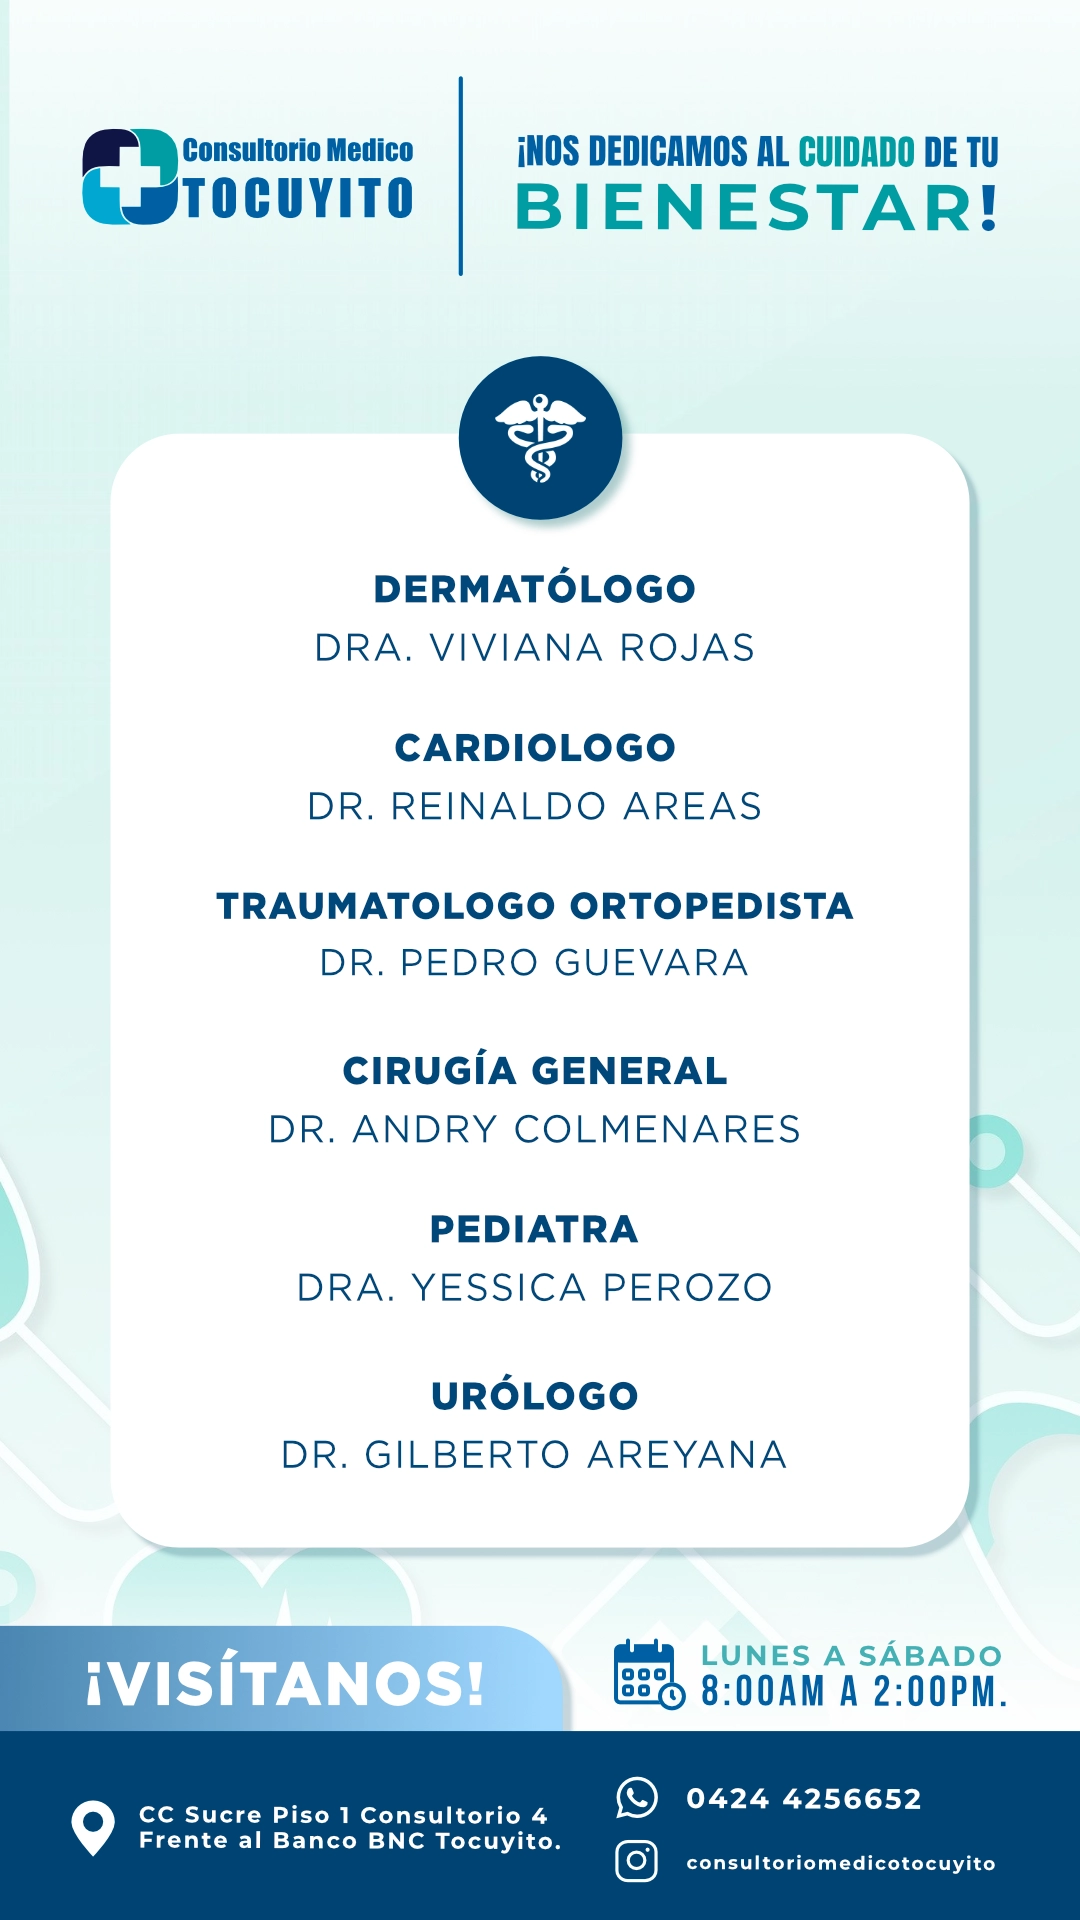 Consultorio Medico
TOCUYITO
¡NOS DEDICAMOS AL CUIDADO DE TU
BIENESTAR!
DERMATÓLOGO
DRA. VIVIANA ROJAS
CARDIOLOGO
DR. REINALDO AREAS
TRAUMATOLOGO ORTOPEDISTA
DR. PEDRO GUEVARA
CIRUGÍA GENERAL
DR. ANDRY COLMENARES
PEDIATRA
DRA. YESSICA PEROZO
URÓLOGO
DR. GILBERTO AREYANA
¡VISÍTANOS!
LUNES A SÁBADO
8:00AM A 2:00PM.
CC Sucre Piso 1 Consultorio 4
Frente al Banco BNC Tocuyito.
0424 4256652
consultoriomedicotocuyito